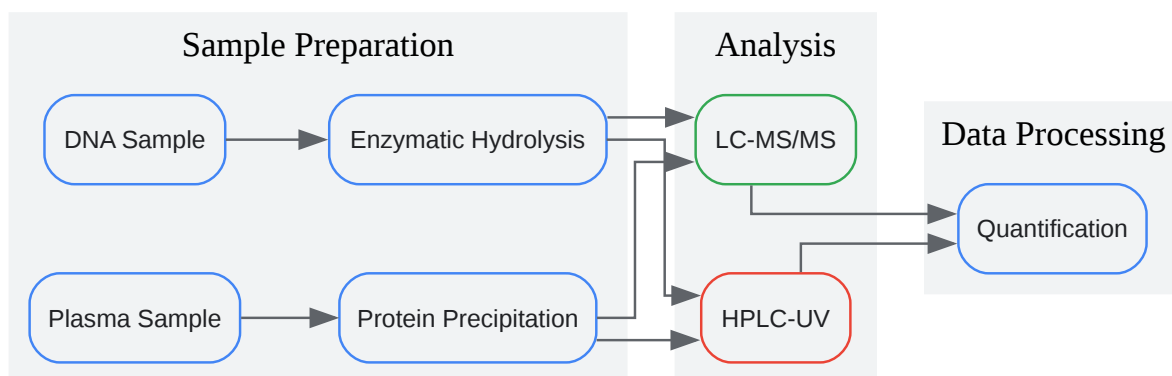 Sample Preparation
Analysis
Data Processing
DNA Sample
Enzymatic Hydrolysis
LC-MS/MS
Quantification
Plasma Sample
Protein Precipitation
HPLC-UV